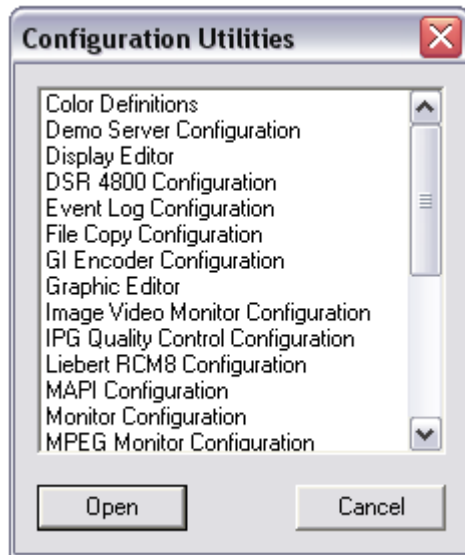 Configuration Utilities
Color Definitions
Demo Server Configuration
Display Editor
DSR 4800 Configuration
Event Log Configuration
File Copy Configuration
GI Encoder Configuration
Graphic Editor
Image Video Monitor Configuration
IPG Quality Control Configuration
Liebert RCM8 Configuration
MAPI Configuration
Monitor Configuration
MPEG Monitor Configuration
Open
Cancel